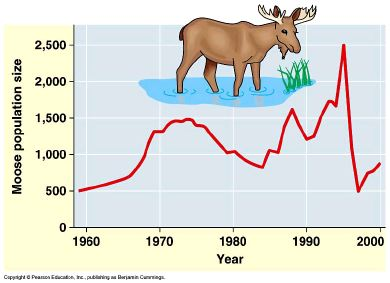 2,500
2,000
1,500
1,000
500
0
Moose population size
1960 1970 1980 1990 2000
Year
Copyright © Pearson Education, Inc., publishing as Benjamin Cummings.